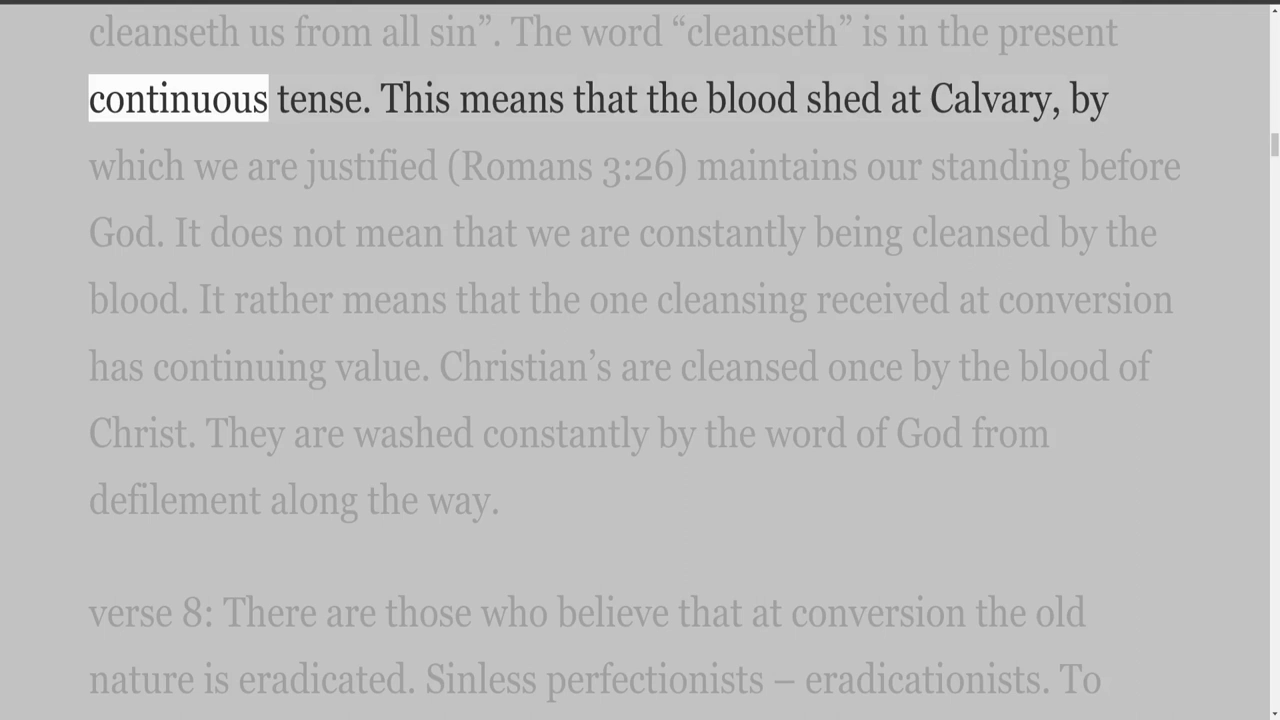 cleanseth us from all sin”. The word “cleanseth” is in the present
continuous tense. This means that the blood shed at Calvary, by
which we are justified (Romans 3:26) maintains our standing before
God. It does not mean that we are constantly being cleansed by the
blood. It rather means that the one cleansing received at conversion
has continuing value. Christian’s are cleansed once by the blood of
Christ. They are washed constantly by the word of God from
defilement along the way.
verse 8: There are those who believe that at conversion the old
nature is eradicated. Sinless perfectionists – eradicationists. To